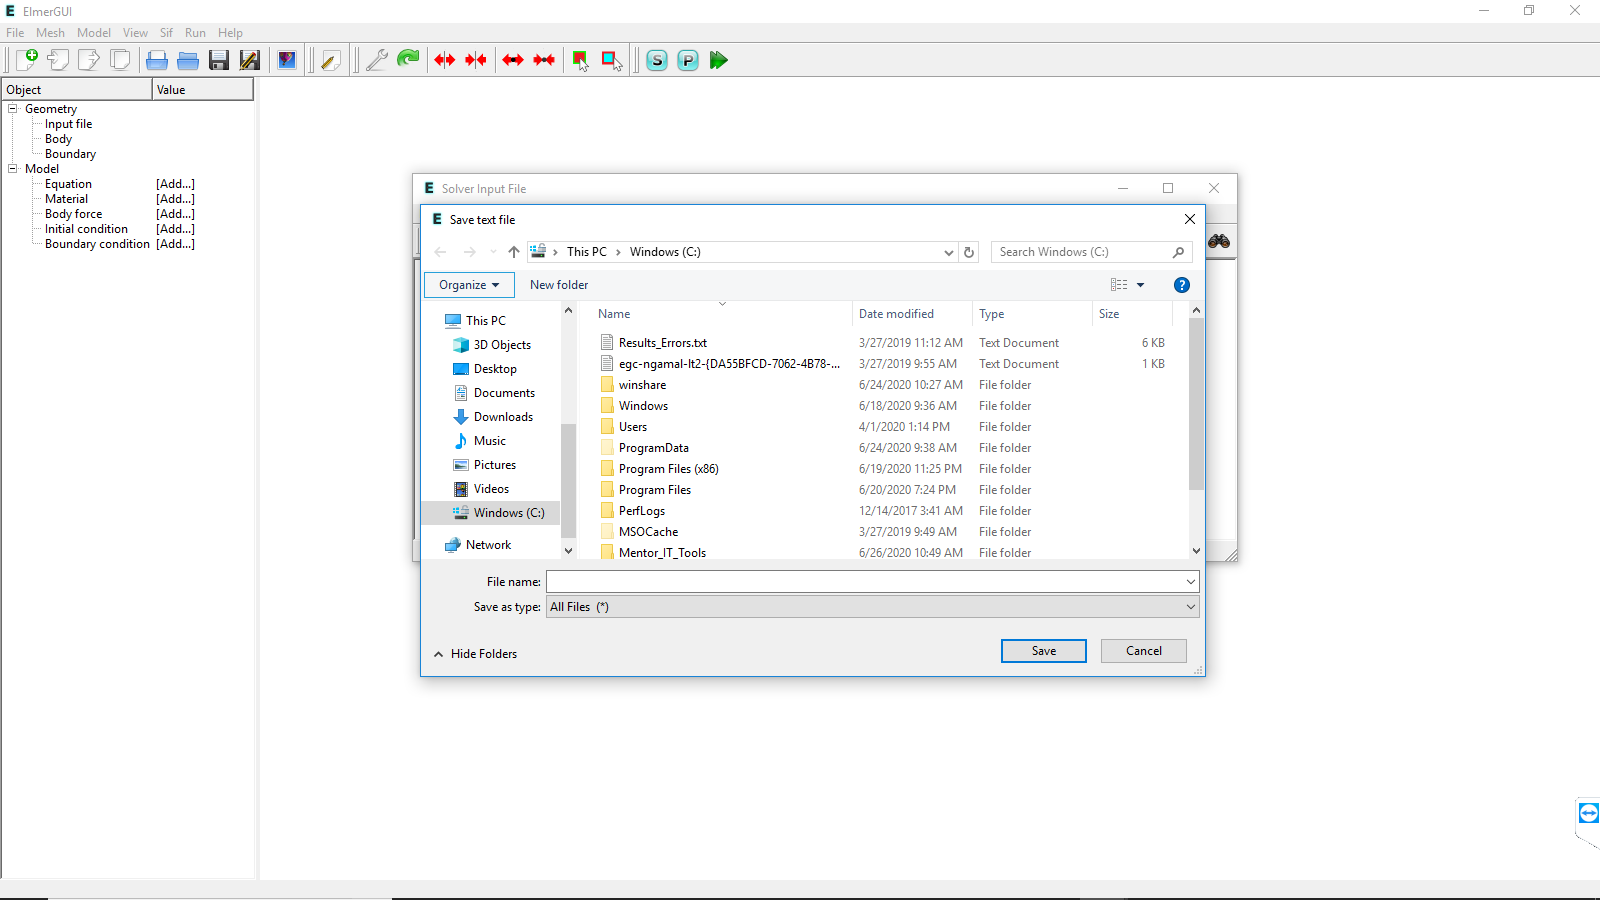 ElmerGUI
File Mesh Model View Sif Run Help
S P
Object Value
Geometry
Input file
Body
Boundary
Model
Equation [Add...]
Material [Add...]
Body force [Add...]
Initial condition [Add...]
Boundary condition [Add...]
E Solver Input File
E Save text file
This PC Windows (C:)
Search Windows (C:)
Organize New folder
?
This PC
3D Objects
Desktop
Documents
Downloads
Music
Pictures
Videos
Windows (C:)
Network
Name Date modified Type Size
Results_Errors.txt 3/27/2019 11:12 AM Text Document 6 KB
egc-ngamal-lt2-{DA55BFCD-7062-4B78-... 3/27/2019 9:55 AM Text Document 1 KB
winshare 6/24/2020 10:27 AM File folder
Windows 6/18/2020 9:36 AM File folder
Users 4/1/2020 1:14 PM File folder
ProgramData 6/24/2020 9:38 AM File folder
Program Files (x86) 6/19/2020 11:25 PM File folder
Program Files 6/20/2020 7:24 PM File folder
PerfLogs 12/14/2017 3:41 AM File folder
MSOCache 3/27/2019 9:49 AM File folder
Mentor_IT_Tools 6/26/2020 10:49 AM File folder
File name:
Save as type: All Files (*)
Hide Folders
Save Cancel